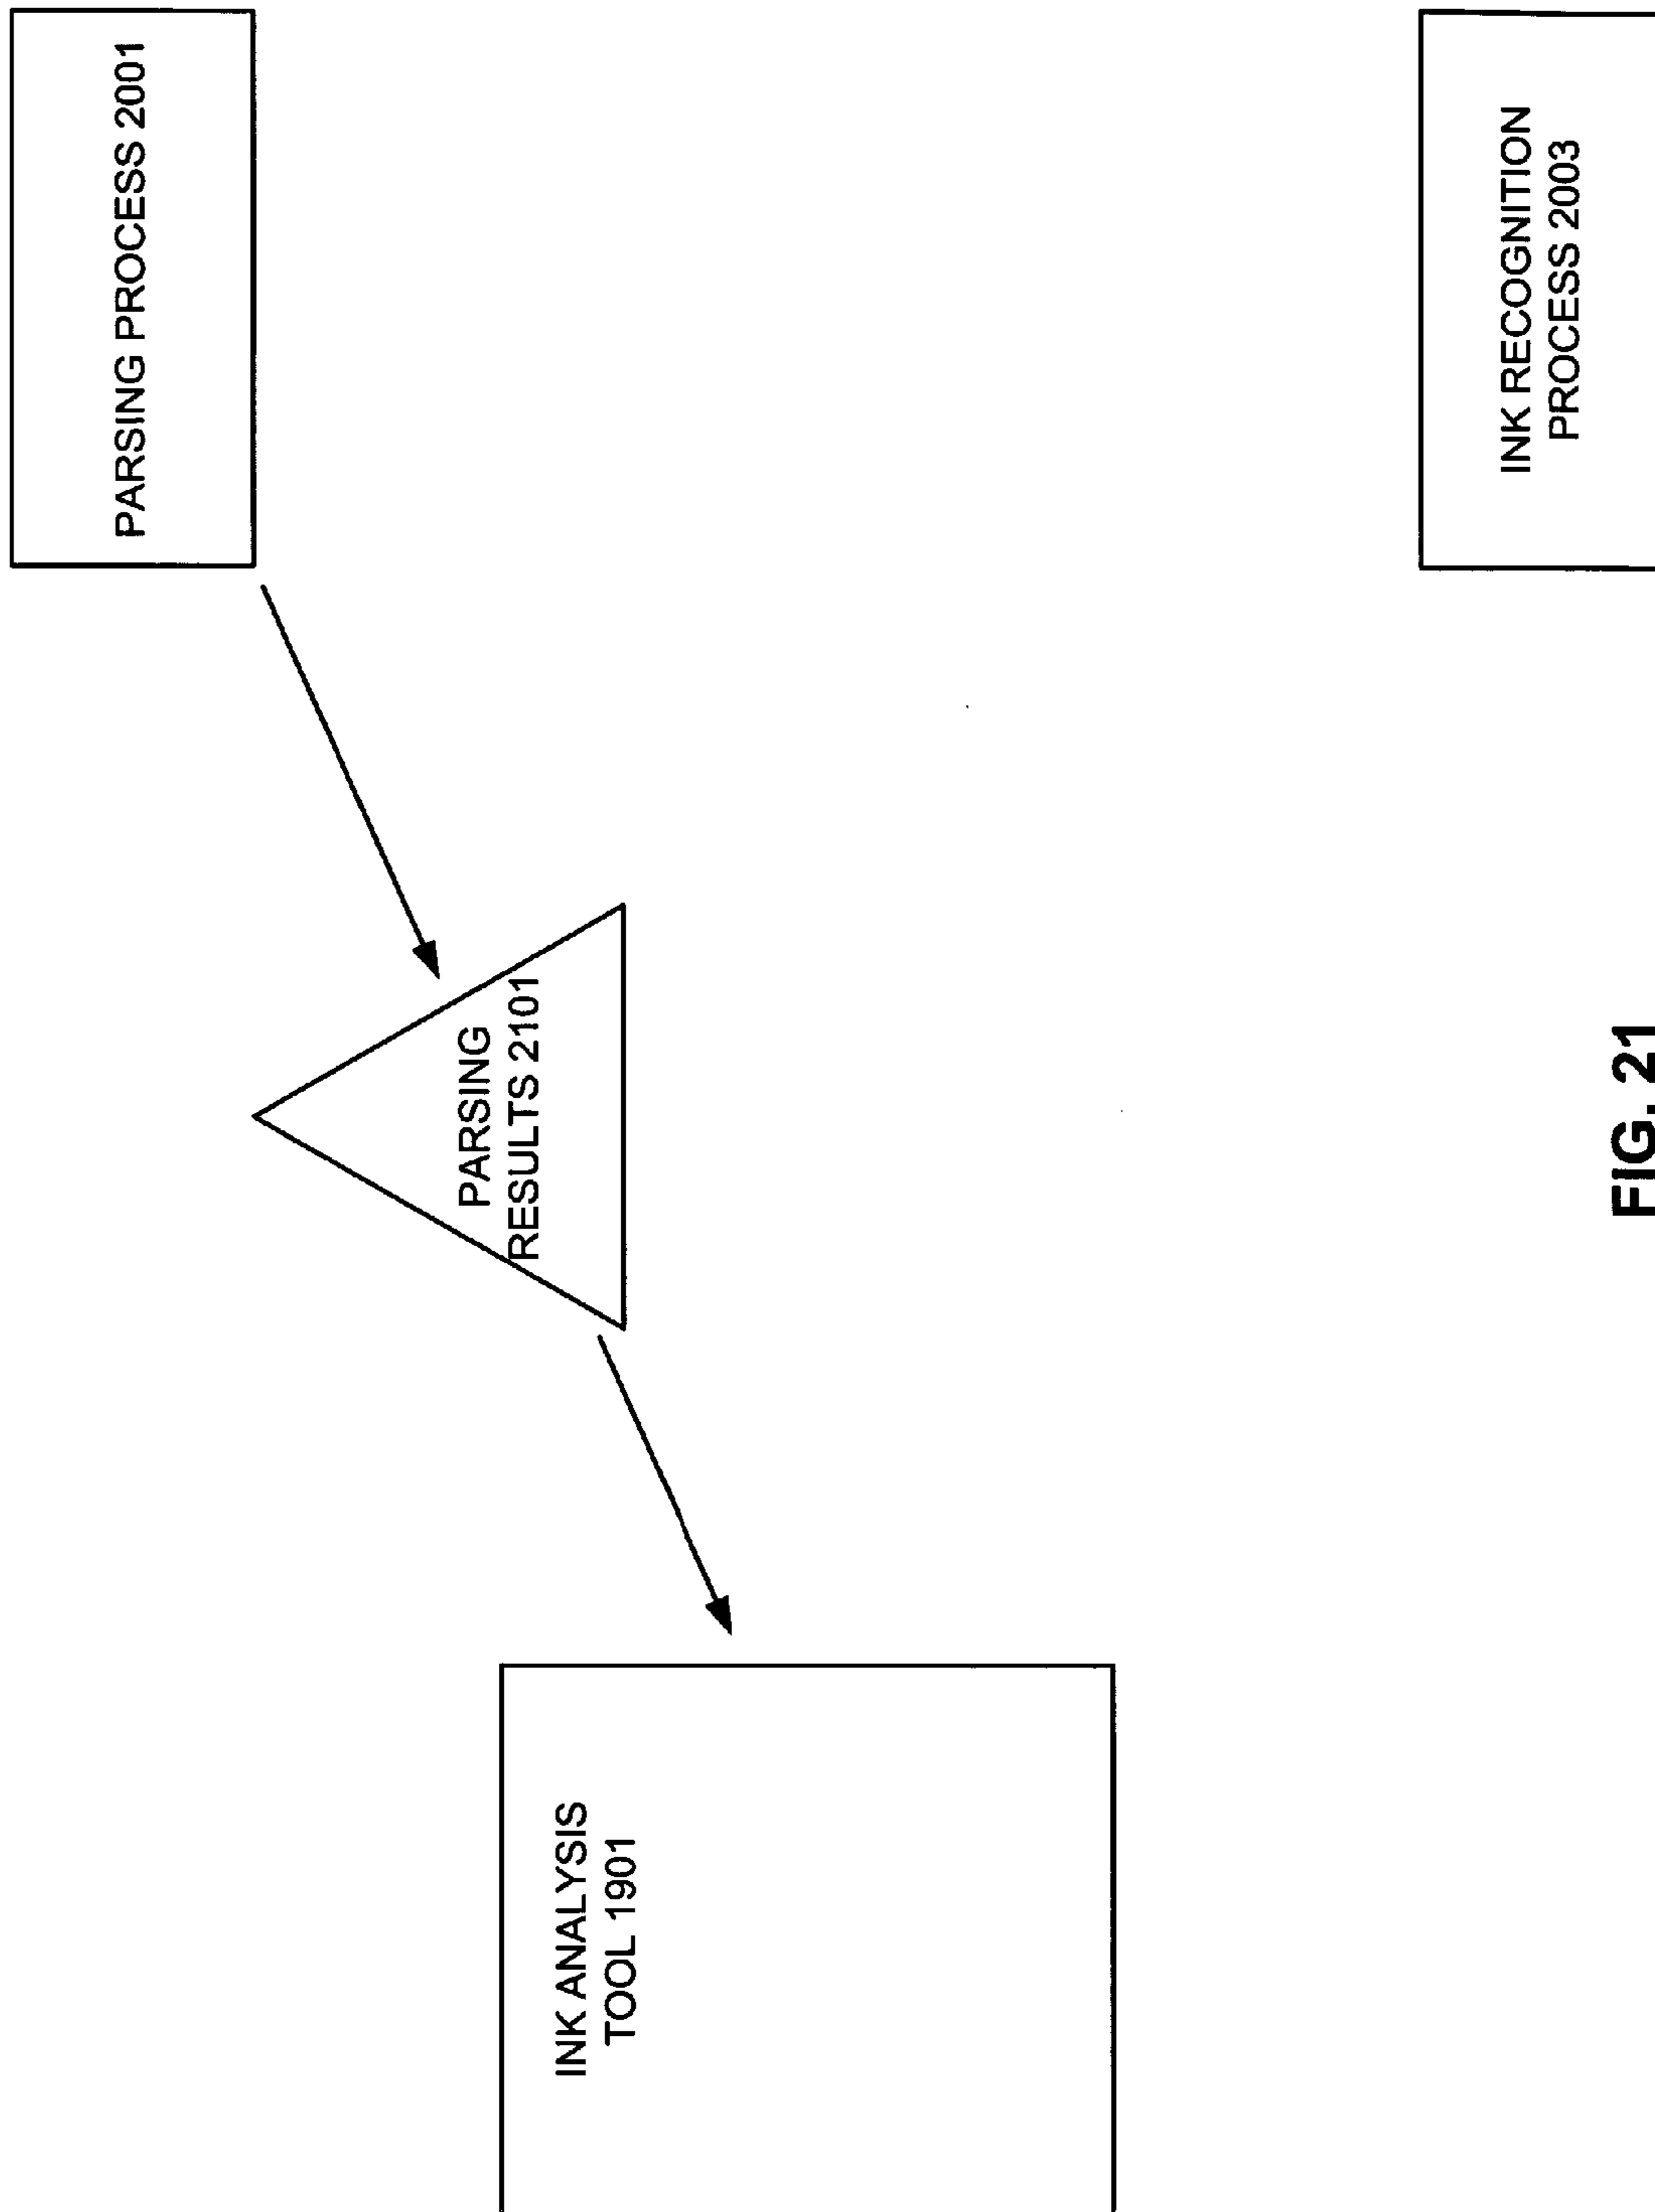 PARSING PROCESS 2001
PARSING
RESULTS 2101
INK ANALYSIS
TOOL 1901
INK RECOGNITION
PROCESS 2003
FIG. 21